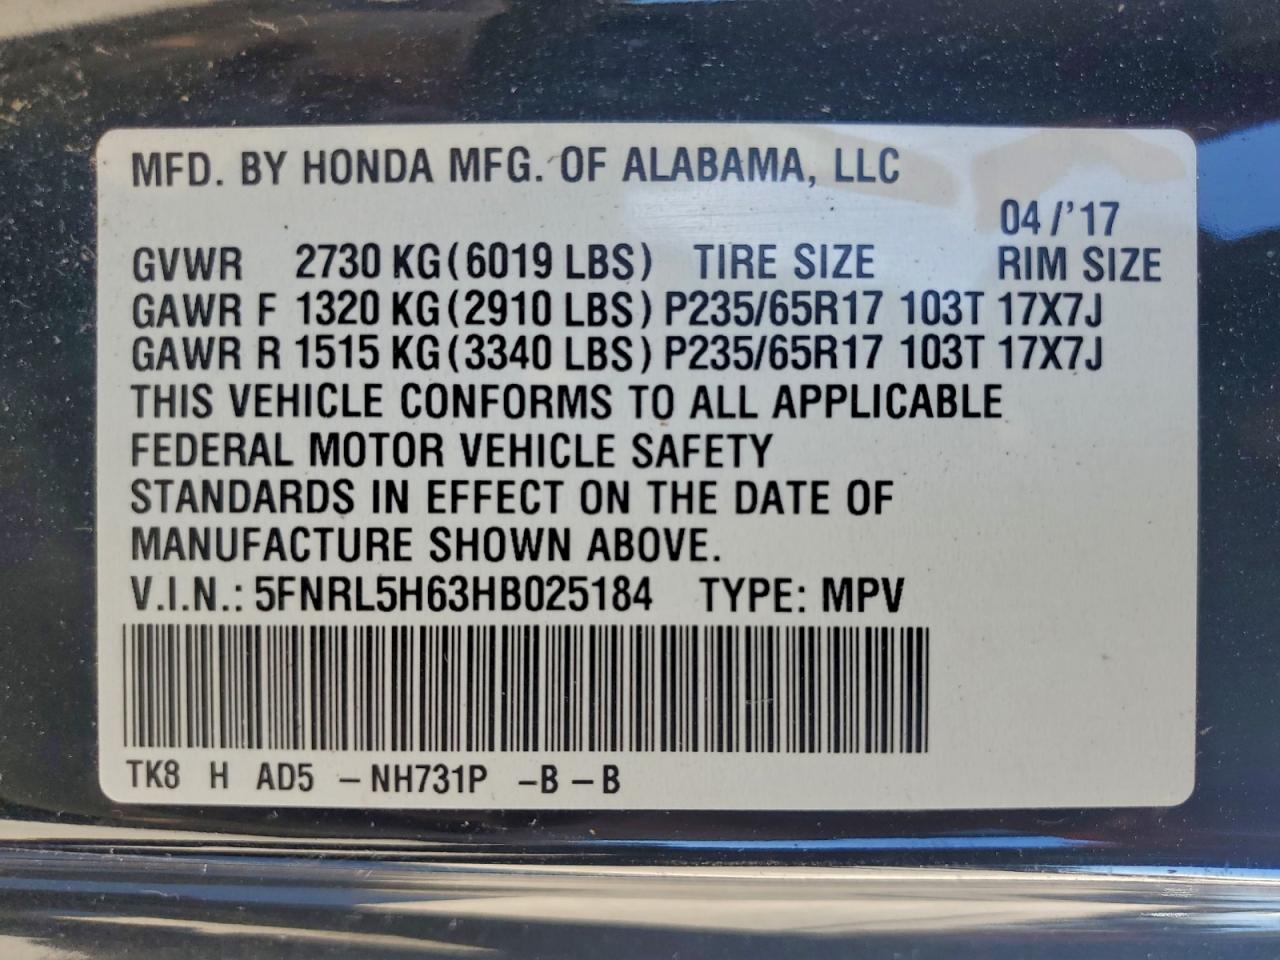 MFD. BY HONDA MFG. OF ALABAMA, LLC
04/'17
GVWR 2730 KG(6019 LBS) TIRE SIZE RIM SIZE
GAWR F 1320 KG(2910 LBS) P235/65R17 103T 17X7J
GAWR R 1515 KG(3340 LBS) P235/65R17 103T 17X7J
THIS VEHICLE CONFORMS TO ALL APPLICABLE
FEDERAL MOTOR VEHICLE SAFETY
STANDARDS IN EFFECT ON THE DATE OF
MANUFACTURE SHOWN ABOVE.
V.I.N.: 5FNRL5H63HB025184 TYPE: MPV
TK8 H AD5 -NH731P -B-B